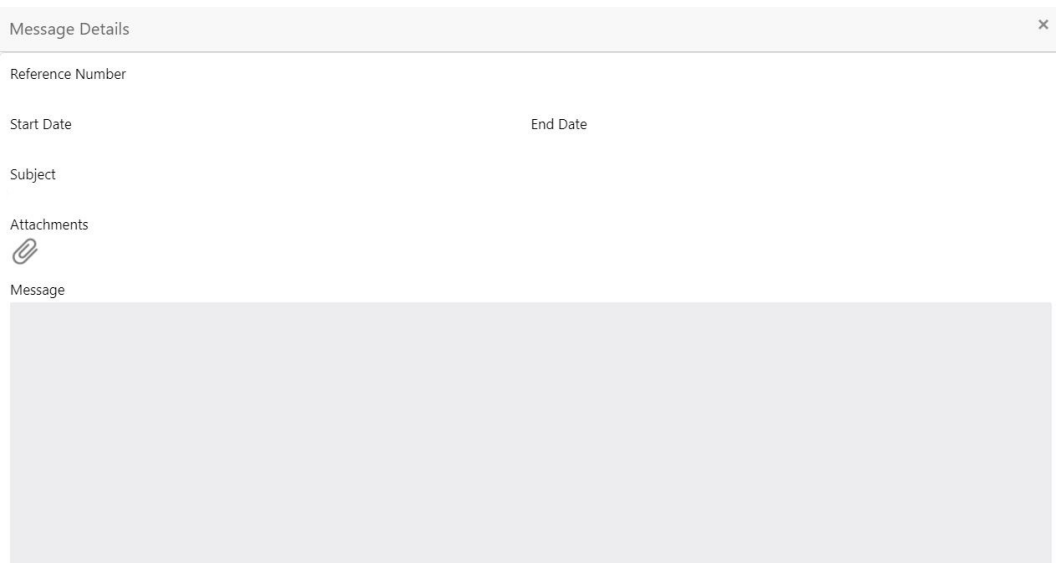 Message Details ×
Reference Number
Start Date End Date
Subject
Attachments
Message